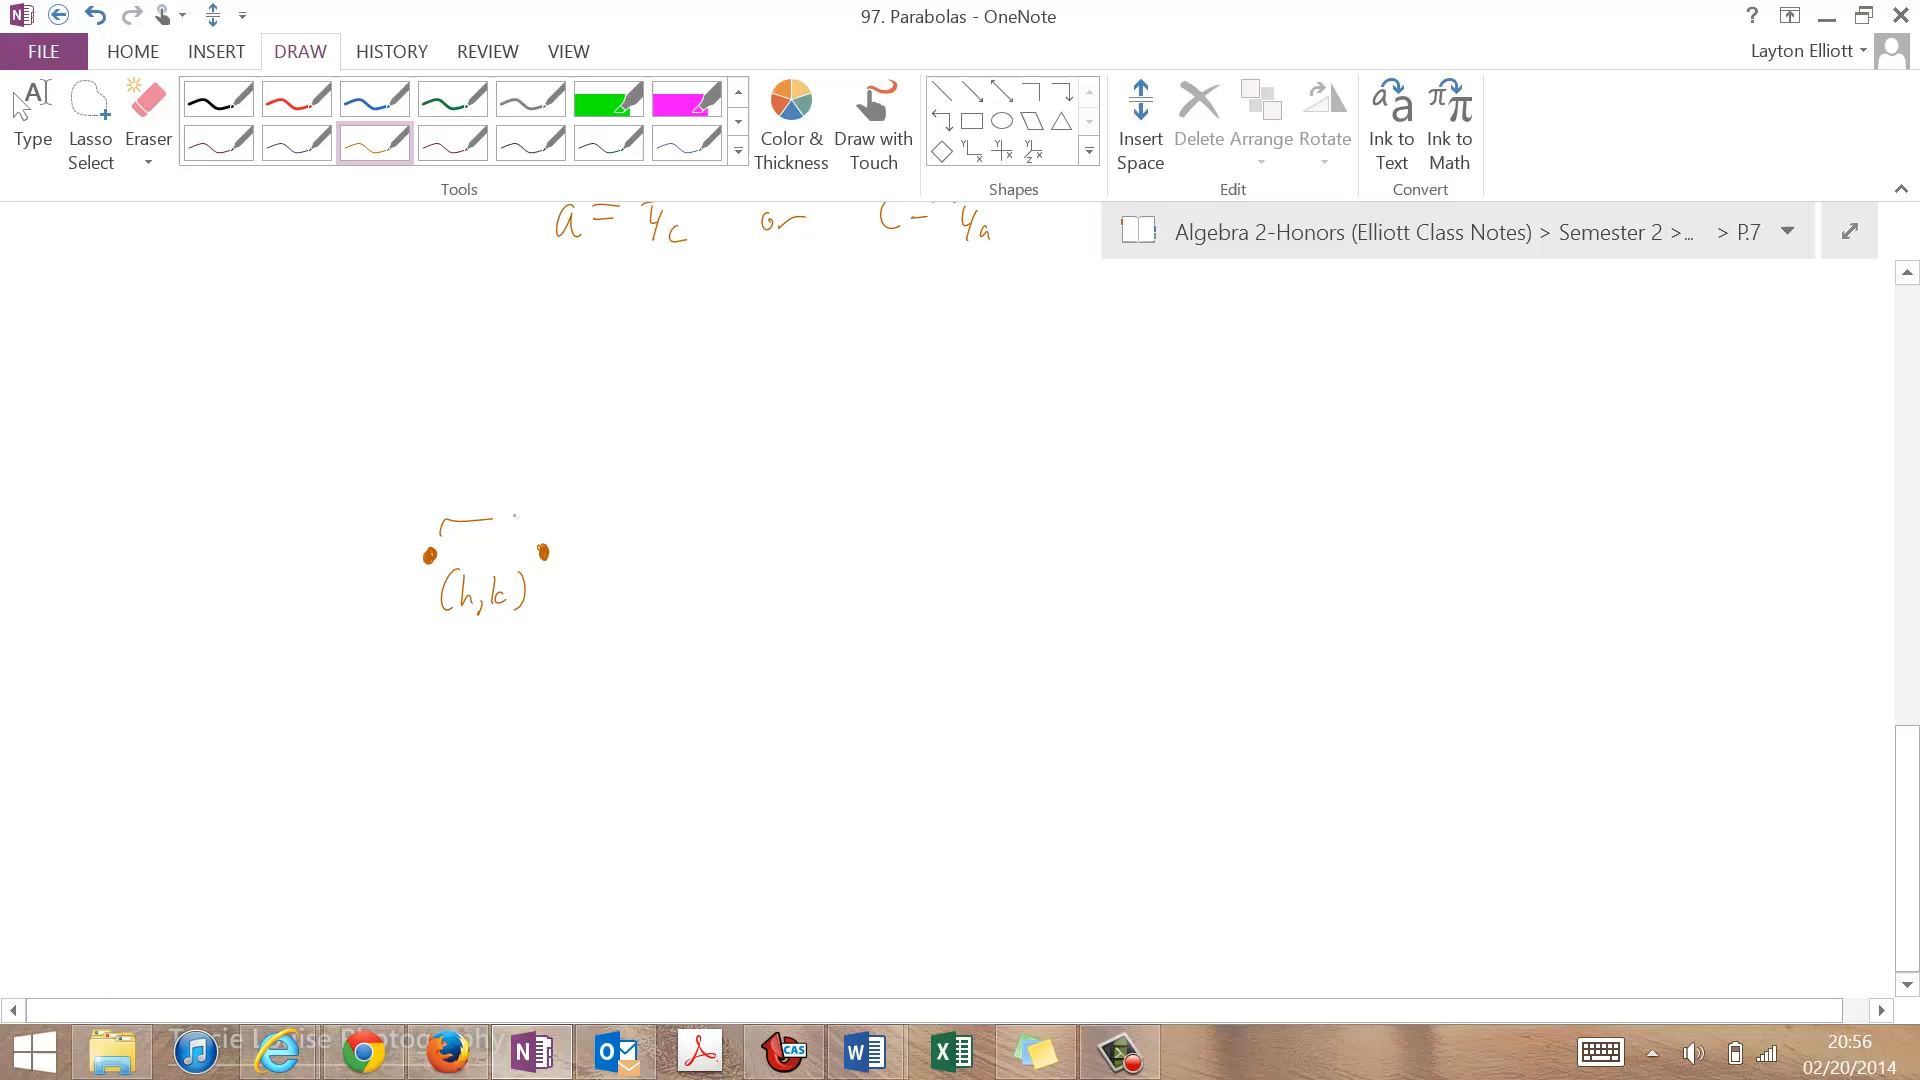 97. Parabolas - OneNote
?
FILE HOME INSERT DRAW HISTORY REVIEW VIEW
Layton Elliott
Type
Lasso Select
Eraser
Color & Thickness
Draw with Touch
Insert Space
Delete
Arrange
Rotate
Ink to Text
Ink to Math
Tools
Shapes
Edit
Convert
a = 1/4c or c = 1/4a
Algebra 2-Honors (Elliott Class Notes) > Semester 2 >... > P.7
(h,k)
20:56
02/20/2014